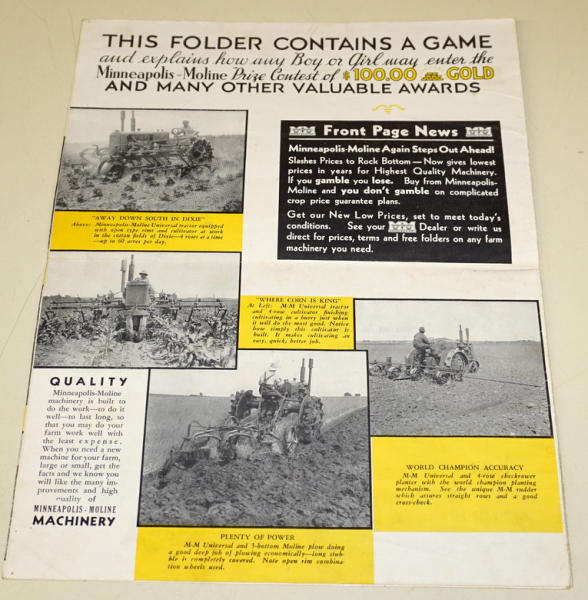 THIS FOLDER CONTAINS A GAME
and explains how any Boy or Girl may enter the
Minneapolis-Moline Prize Contest of $100.00 in GOLD
AND MANY OTHER VALUABLE AWARDS
MM Front Page News MM
Minneapolis-Moline Again Steps Out Ahead!
Slashes Prices to Rock Bottom—Now gives lowest
prices in years for Highest Quality Machinery.
If you gamble you lose. Buy from Minneapolis-
Moline and you don't gamble on complicated
crop price guarantee plans.
Get our New Low Prices, set to meet today's
conditions. See your MM Dealer or write us
direct for prices, terms and free folders on any farm
machinery you need.
"AWAY DOWN SOUTH IN DIXIE"
Above: Minneapolis-Moline Universal tractor equipped
with open type rims and cultivator at work
in the cotton fields of Dixie—4 rows at a time
—up to 60 acres per day.
"WHERE CORN IS KING"
At Left: M-M Universal tractor
and 4-row cultivator finishing
cultivating in a hurry just when
it will do the most good. Notice
how simply this cultivator is
built. It makes cultivating an
easy, quick, better job.
QUALITY
Minneapolis-Moline
machinery is built to
do the work—to do it
well—to last long, so
that you may do your
farm work well with
the least expense.
When you need a new
machine for your farm,
large or small, get the
facts and we know you
will like the many im-
provements and high
quality of
MINNEAPOLIS-MOLINE
MACHINERY
WORLD CHAMPION ACCURACY
M-M Universal and 4-row checkrower
planter with the world champion planting
mechanism. See the unique M-M rudder
which assures straight rows and a good
cross-check.
PLENTY OF POWER
M-M Universal and 3-bottom Moline plow doing
a good deep job of plowing economically—long stub-
ble is completely covered. Note open rim combina-
tion wheels used.